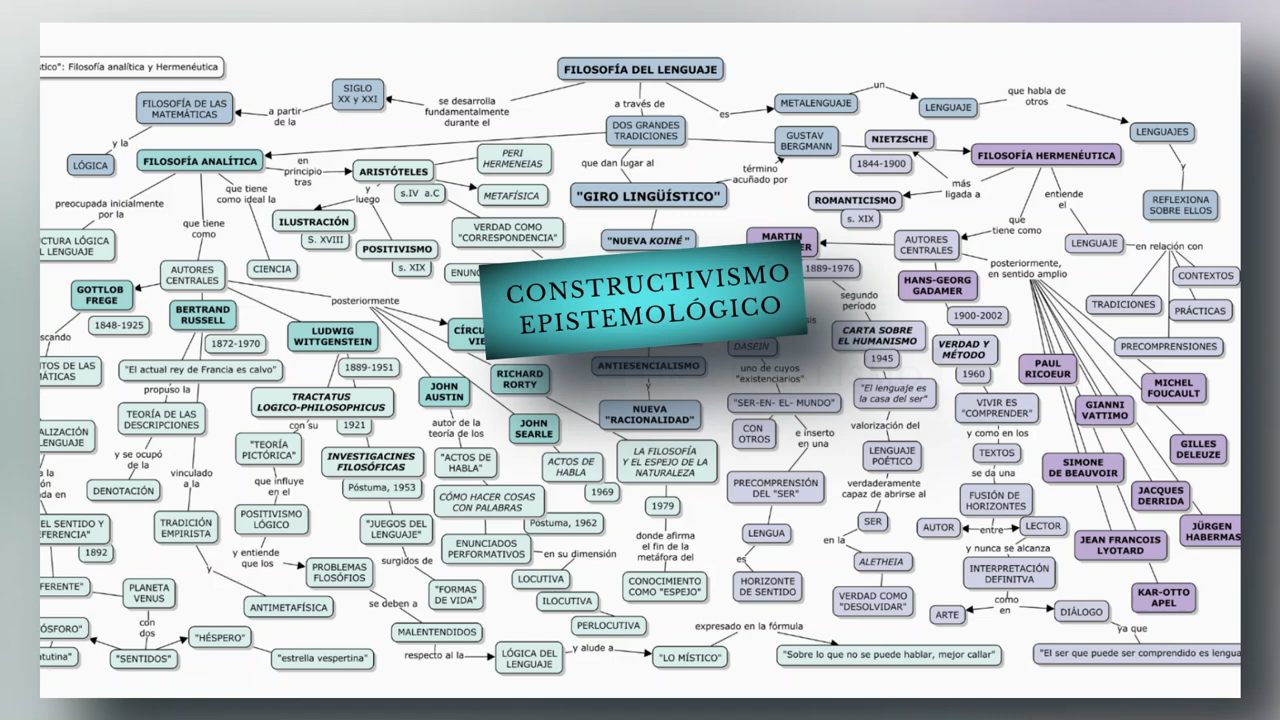 stico": Filosofía analítica y Hermenéutica
FILOSOFÍA DEL LENGUAJE
SIGLO
XX y XXI
se desarrolla
fundamentalmente
durante el
a través de
es
METALENGUAJE
un
LENGUAJE
que habla de
otros
LENGUAJES
FILOSOFÍA DE LAS
MATEMÁTICAS
a partir
de la
y la
LÓGICA
DOS GRANDES
TRADICIONES
GUSTAV
BERGMANN
término
acuñado por
que dan lugar al
"GIRO LINGÜÍSTICO"
"NUEVA KOINÉ "
y
REFLEXIONA
SOBRE ELLOS
FILOSOFÍA ANALÍTICA
en
principio
tras
ARISTÓTELES
PERI
HERMENEIAS
METAFÍSICA
s.IV a.C
VERDAD COMO
"CORRESPONDENCIA"
ENUNC
y
luego
ILUSTRACIÓN
S. XVIII
POSITIVISMO
s. XIX
preocupada inicialmente
por la
CTURA LÓGICA
L LENGUAJE
que tiene
como
que tiene
como ideal la
CIENCIA
AUTORES
CENTRALES
posteriormente
NIETZSCHE
1844-1900
FILOSOFÍA HERMENÉUTICA
más
ligada a
ROMANTICISMO
s. XIX
que
tiene como
entiende
el
LENGUAJE
en relación con
CONTEXTOS
TRADICIONES
PRÁCTICAS
PRECOMPRENSIONES
AUTORES
CENTRALES
posteriormente,
en sentido amplio
MARTIN
ER
1889-1976
CONSTRUCTIVISMO
EPISTEMOLÓGICO
GOTTLOB
FREGE
1848-1925
scando
NTOS DE LAS
MÁTICAS
ALIZACIÓN
LENGUAJE
a la
ón
da en
EL SENTIDO Y
EFERENCIA"
1892
FERENTE"
PLANETA
VENUS
con
dos
"SENTIDOS"
ÓSFORO"
atutina"
"HÉSPERO"
"estrella vespertina"
BERTRAND
RUSSELL
1872-1970
"El actual rey de Francia es calvo"
propuso la
TEORÍA DE LAS
DESCRIPCIONES
y se ocupó
de la
DENOTACIÓN
vinculado
a la
TRADICIÓN
EMPIRISTA
y
ANTIMETAFÍSICA
LUDWIG
WITTGENSTEIN
1889-1951
TRACTATUS
LOGICO-PHILOSOPHICUS
con su
1921
"TEORÍA
PICTÓRICA"
que influye
en el
POSITIVISMO
LÓGICO
y entiende
que los
PROBLEMAS
FILOSÓFIOS
INVESTIGACINES
FILOSÓFICAS
Póstuma, 1953
"JUEGOS DEL
LENGUAJE"
surgidos de
"FORMAS
DE VIDA"
se deben a
MALENTENDIDOS
respecto al la
LÓGICA DEL
LENGUAJE
y alude a
"LO MÍSTICO"
expresado en la fórmula
"Sobre lo que no se puede hablar, mejor callar"
CÍRCU
VIE
JOHN
AUSTIN
autor de la
teoría de los
"ACTOS DE
HABLA"
CÓMO HACER COSAS
CON PALABRAS
Póstuma, 1962
ENUNCIADOS
PERFORMATIVOS
en su dimensión
LOCUTIVA
ILOCUTIVA
PERLOCUTIVA
RICHARD
RORTY
JOHN
SEARLE
ACTOS DE
HABLA
1969
ANTIESENCIALISMO
y
NUEVA
"RACIONALIDAD"
LA FILOSOFÍA
Y EL ESPEJO DE LA
NATURALEZA
1979
donde afirma
el fin de la
metáfora del
CONOCIMIENTO
COMO "ESPEJO"
sis
DASEIN
uno de cuyos
"existenciarios"
"SER-EN- EL- MUNDO"
CON
OTROS
e inserto
en una
PRECOMPRENSIÓN
DEL "SER"
LENGUA
es
HORIZONTE
DE SENTIDO
segundo
período
CARTA SOBRE
EL HUMANISMO
1945
"El lenguaje es
la casa del ser"
valorización del
LENGUAJE
POÉTICO
verdaderamente
capaz de abrirse al
SER
en la
ALETHEIA
VERDAD COMO
"DESOLVIDAR"
HANS-GEORG
GADAMER
1900-2002
VERDAD Y
MÉTODO
1960
VIVIR ES
"COMPRENDER"
y como en los
TEXTOS
se da una
FUSIÓN DE
HORIZONTES
AUTOR
entre
LECTOR
y nunca se alcanza
INTERPRETACIÓN
DEFINITVA
como
en
ARTE
DIÁLOGO
ya que
"El ser que puede ser comprendido es lengua
PAUL
RICOEUR
MICHEL
FOUCAULT
GIANNI
VATTIMO
GILLES
DELEUZE
SIMONE
DE BEAUVOIR
JACQUES
DERRIDA
JÜRGEN
HABERMAS
JEAN FRANCOIS
LYOTARD
KAR-OTTO
APEL